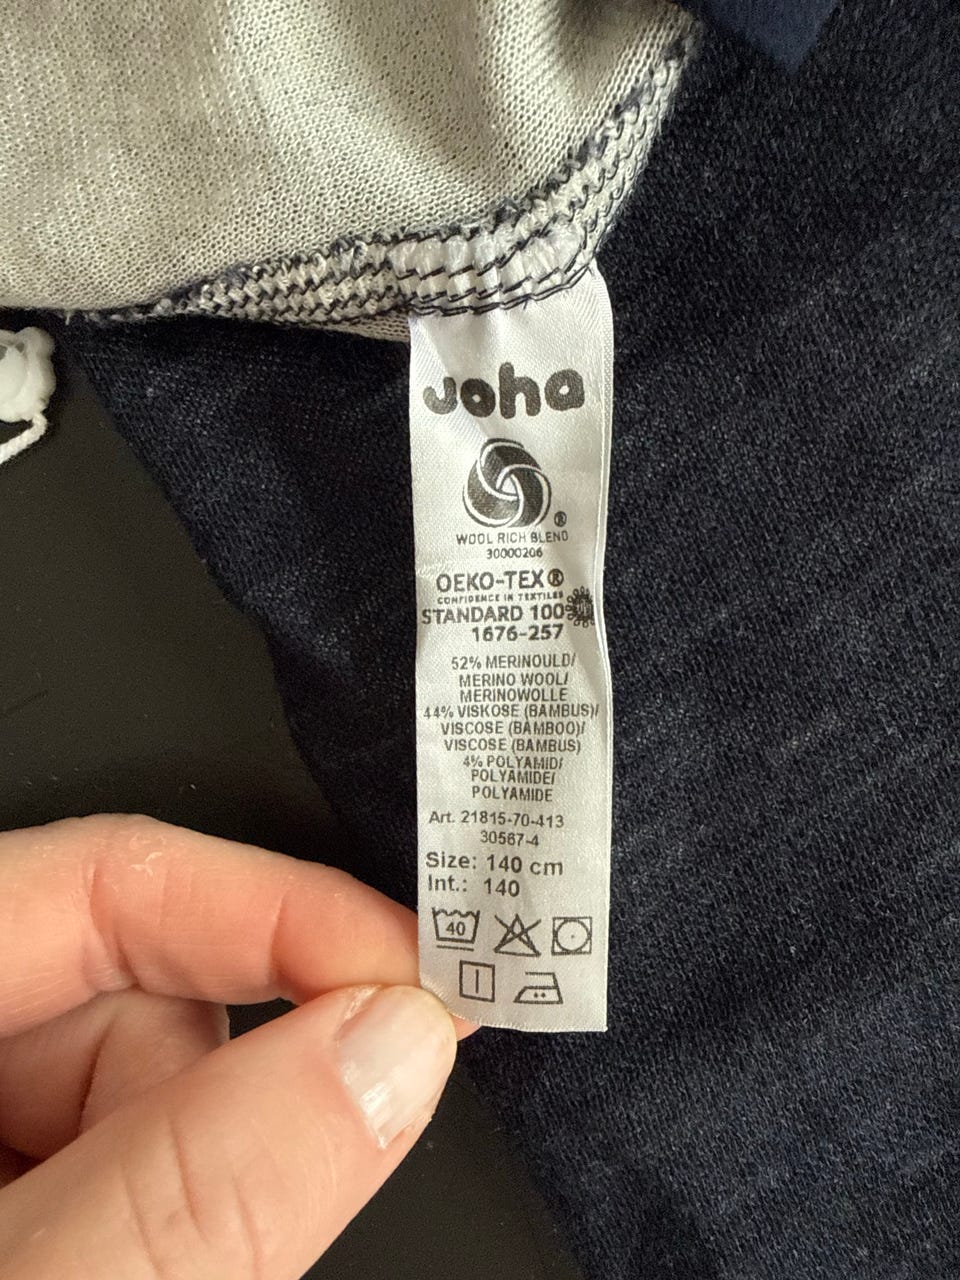 Joha
®
WOOL RICH BLEND
30000206
OEKO-TEX®
CONFIDENCE IN TEXTILES
STANDARD 100
1676-257
52% MERINOULD/
MERINO WOOL/
MERINOWOLLE
44% VISKOSE (BAMBUS)/
VISCOSE (BAMBOO)/
VISCOSE (BAMBUS)
4% POLYAMID/
POLYAMIDE/
POLYAMIDE
Art. 21815-70-413
30567-4
Size: 140 cm
Int.: 140
40